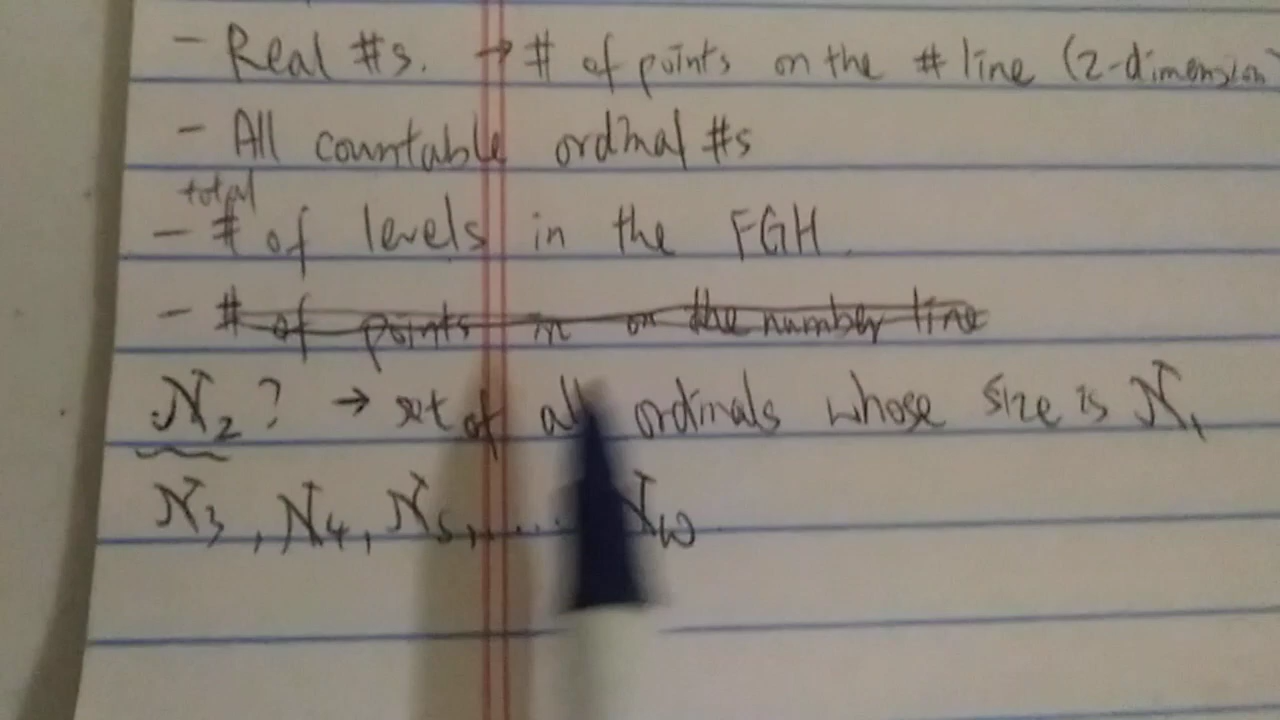 - Real #s. → # of points on the # line (2-dimension)
- All countable ordinal #s
total
- # of levels in the FGH
- # of points in on the number line
ℵ2 ? → set of all ordinals whose size is ℵ1
ℵ3, ℵ4, ℵ5, .... ℵω